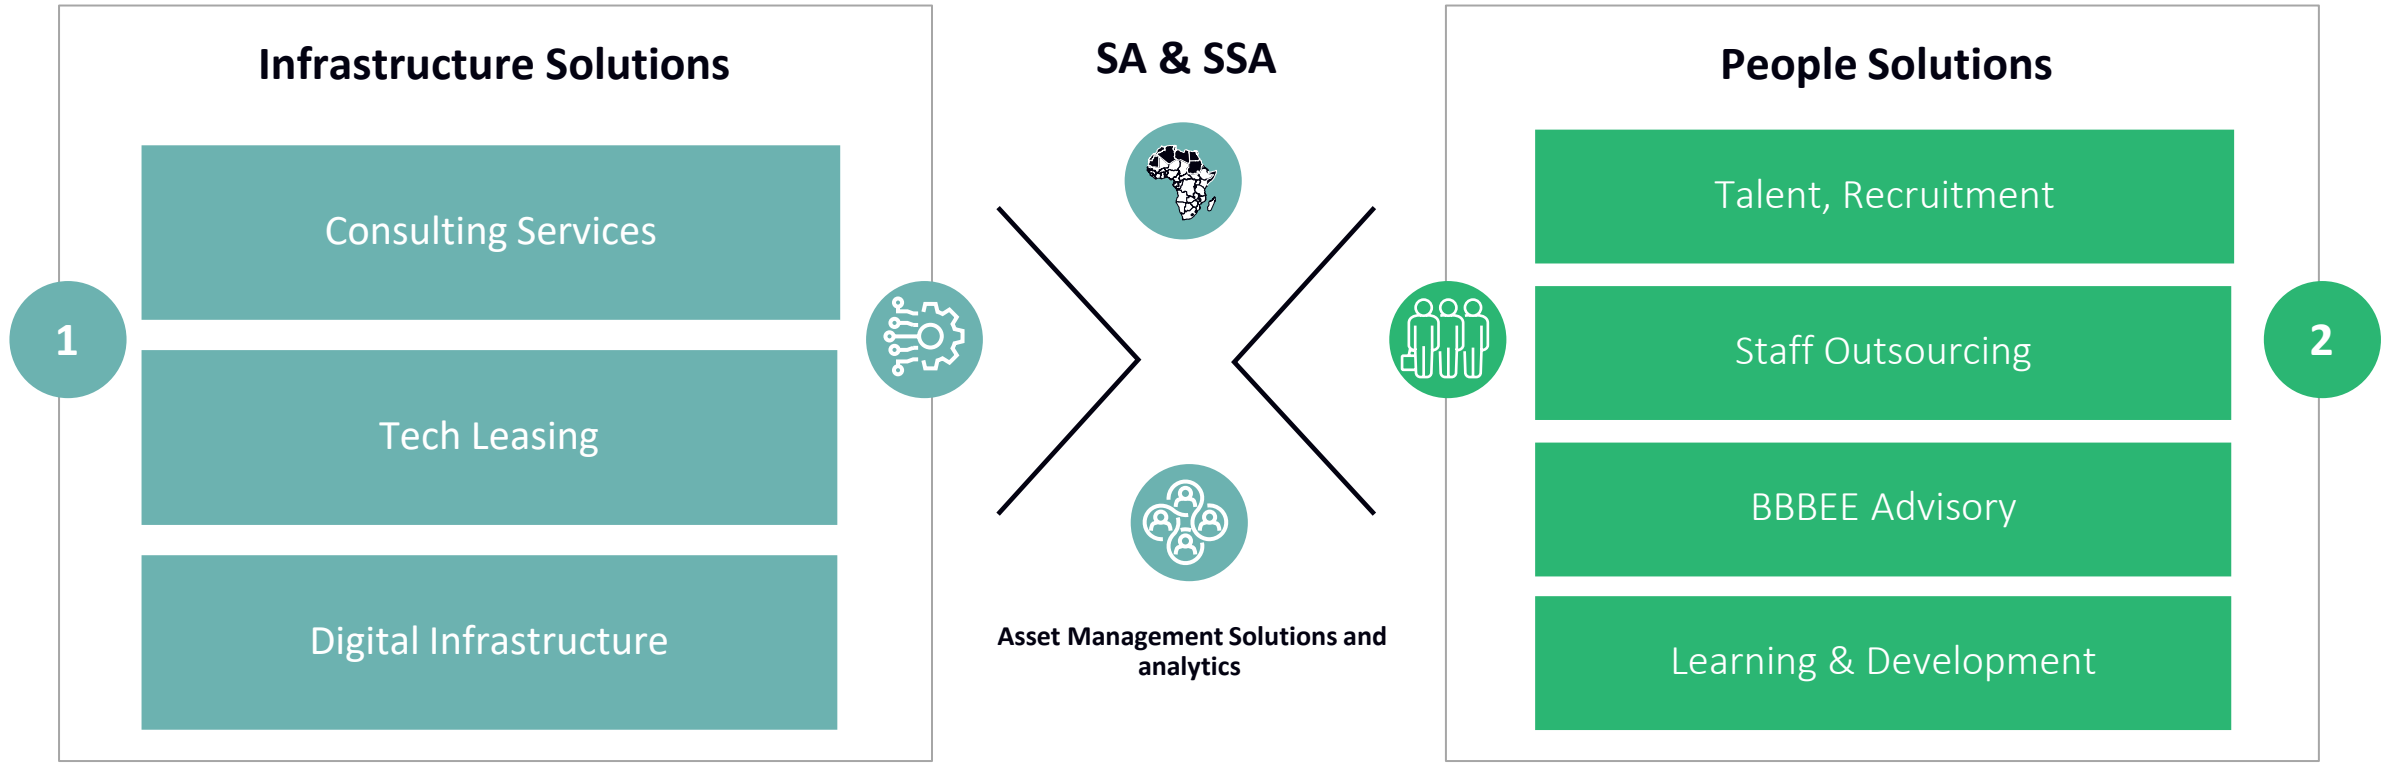 Infrastructure Solutions
1
Consulting Services
Tech Leasing
Digital Infrastructure
SA & SSA
Asset Management Solutions and
analytics
People Solutions
2
Talent, Recruitment
Staff Outsourcing
BBBEE Advisory
Learning & Development